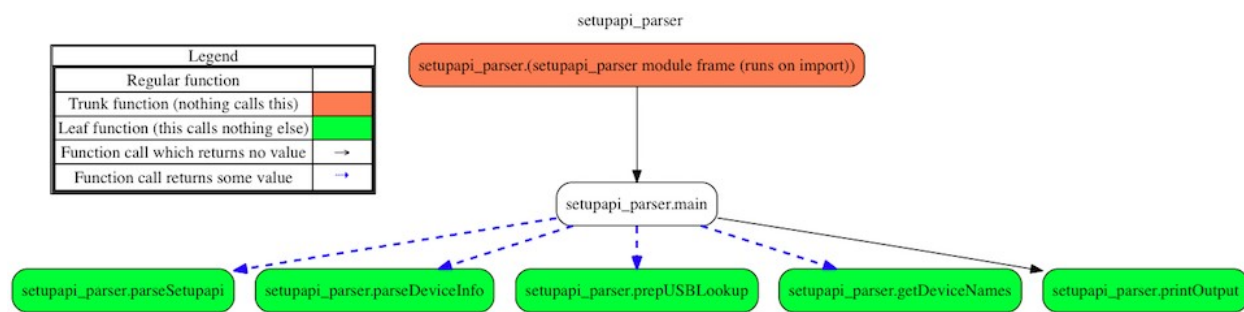 setupapi_parser
Legend
Regular function
Trunk function (nothing calls this)
Leaf function (this calls nothing else)
Function call which returns no value →
Function call returns some value ⇢
setupapi_parser.(setupapi_parser module frame (runs on import))
setupapi_parser.main
setupapi_parser.parseSetupapi
setupapi_parser.parseDeviceInfo
setupapi_parser.prepUSBLookup
setupapi_parser.getDeviceNames
setupapi_parser.printOutput